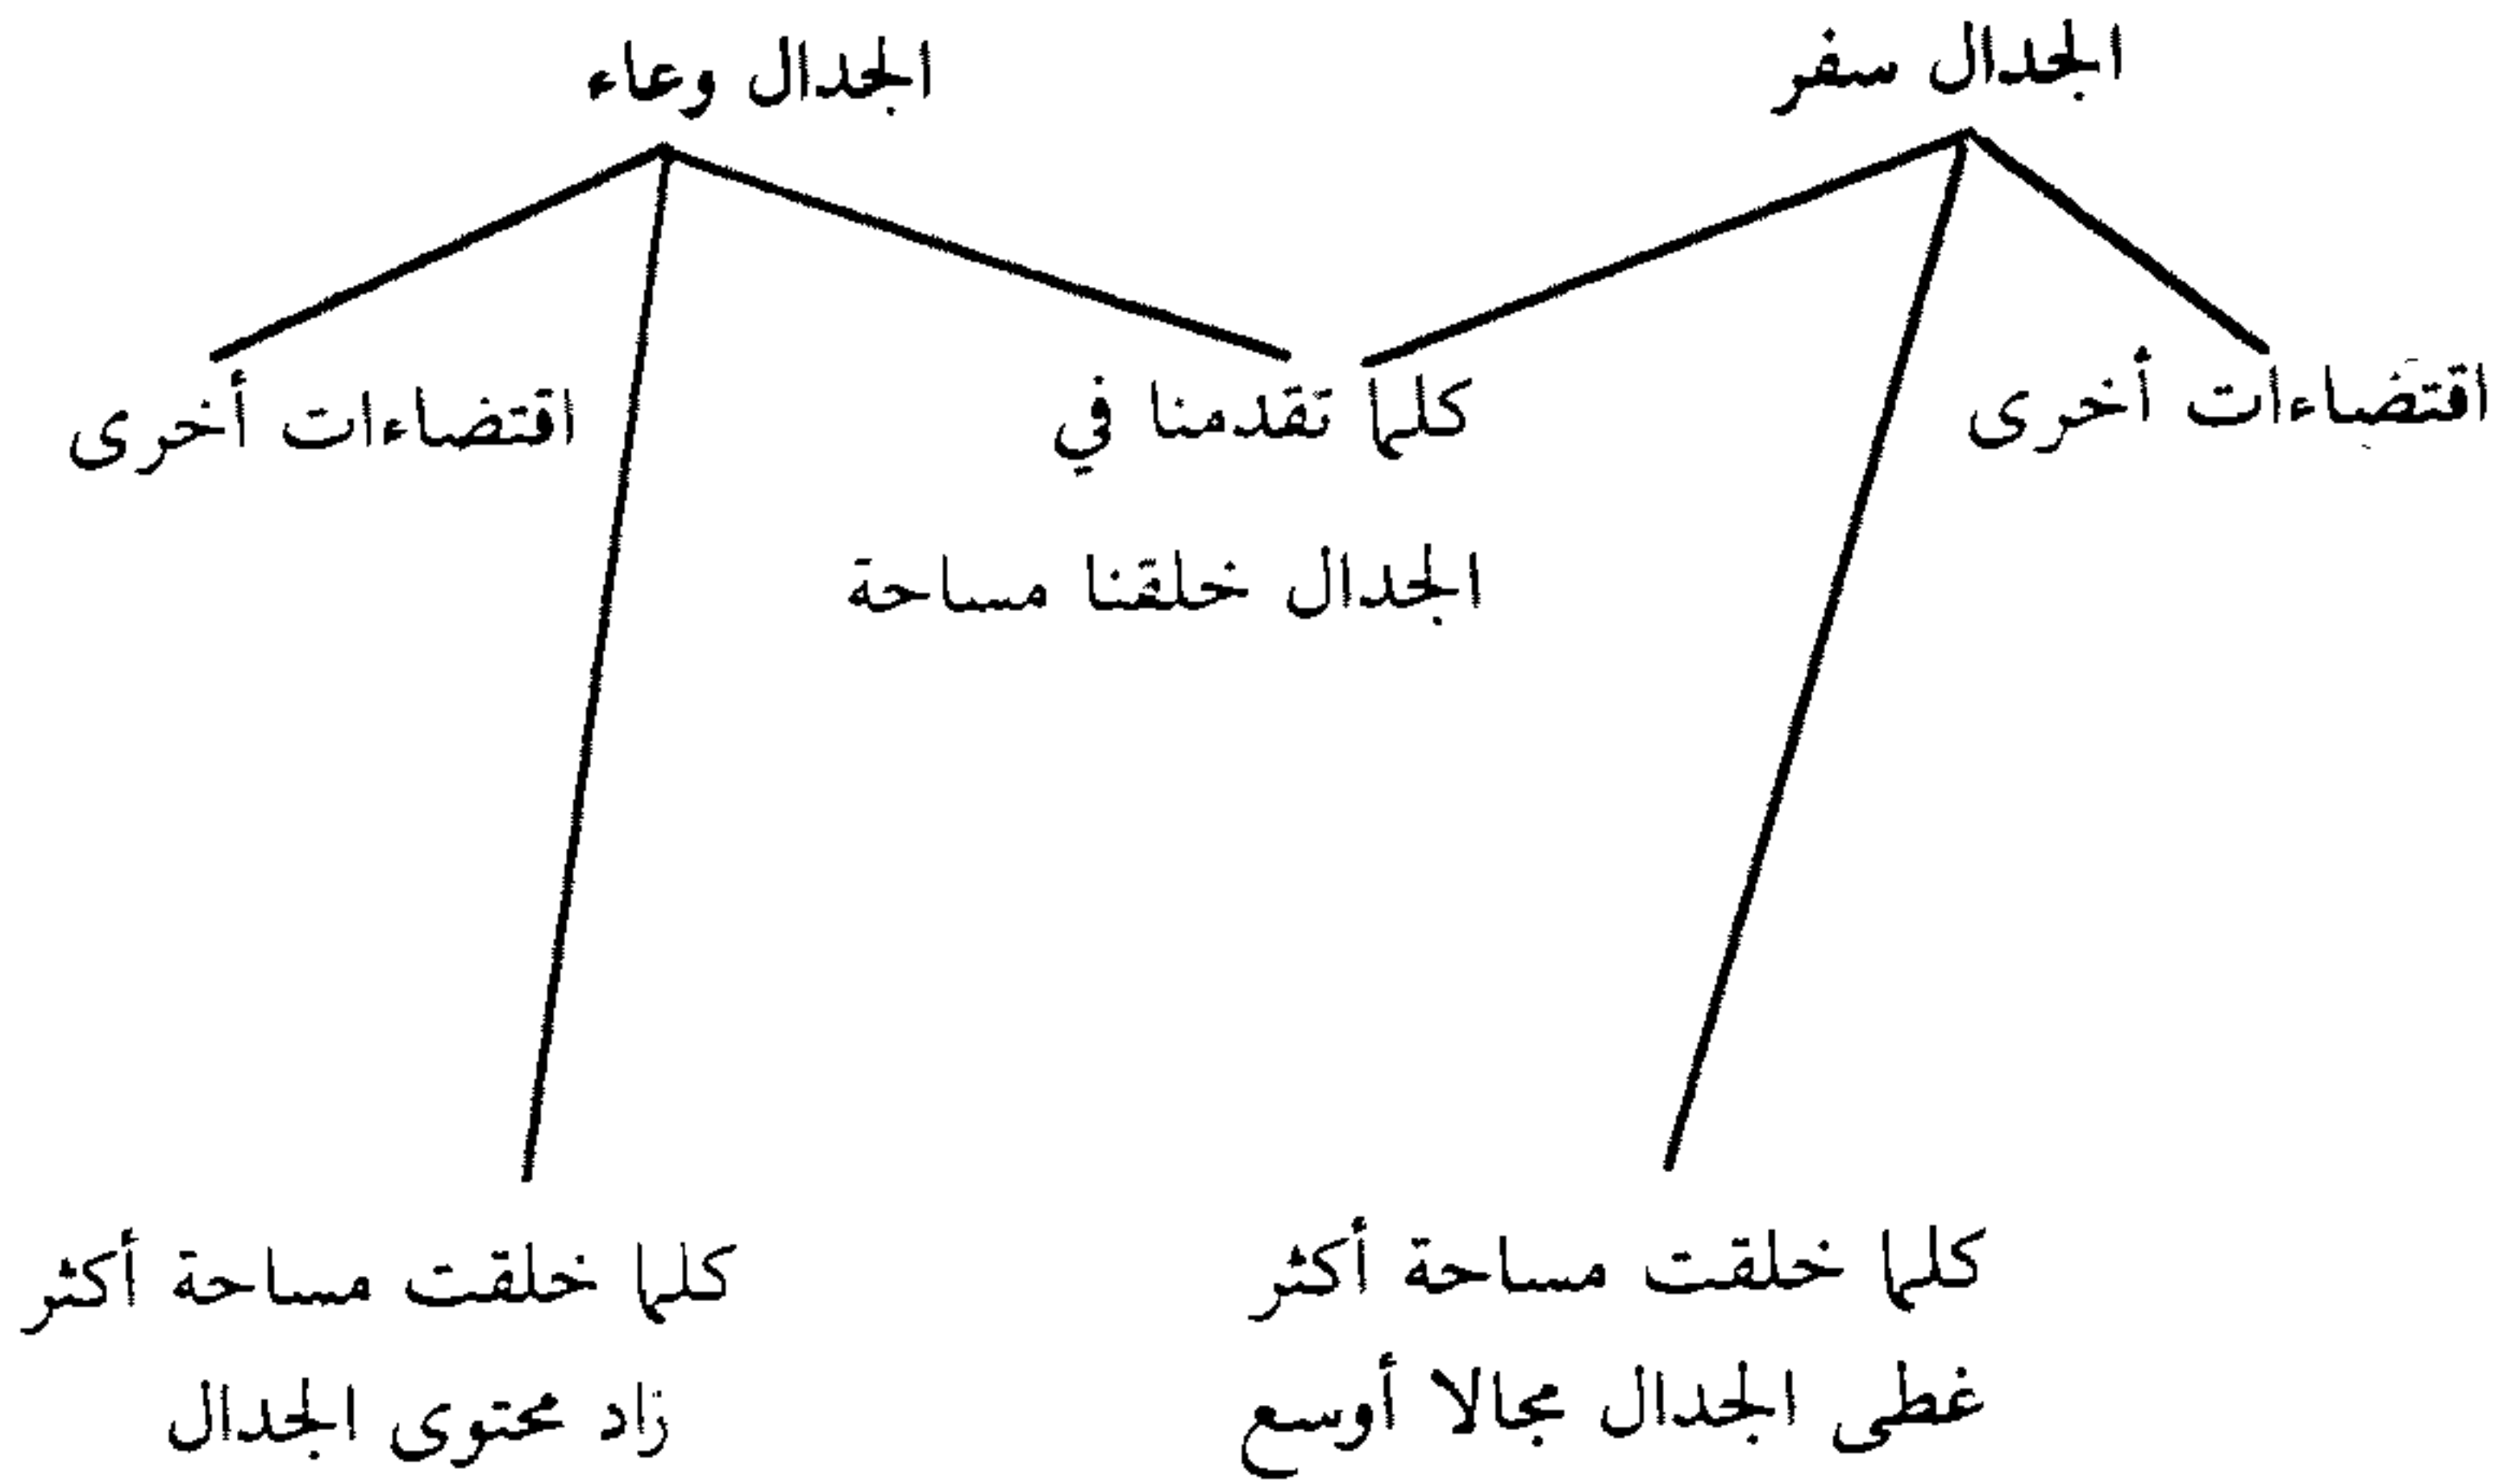 الجدال سفر
الجدال وعاء
اقتضاءات أخرى
كلما تقدمنا في
الجدال خلقنا مساحة
اقتضاءات أخرى
كلما خلقت مساحة أكثر
غطى الجدال مجالا أوسع
كلما خلقت مساحة أكثر
زاد محتوى الجدال